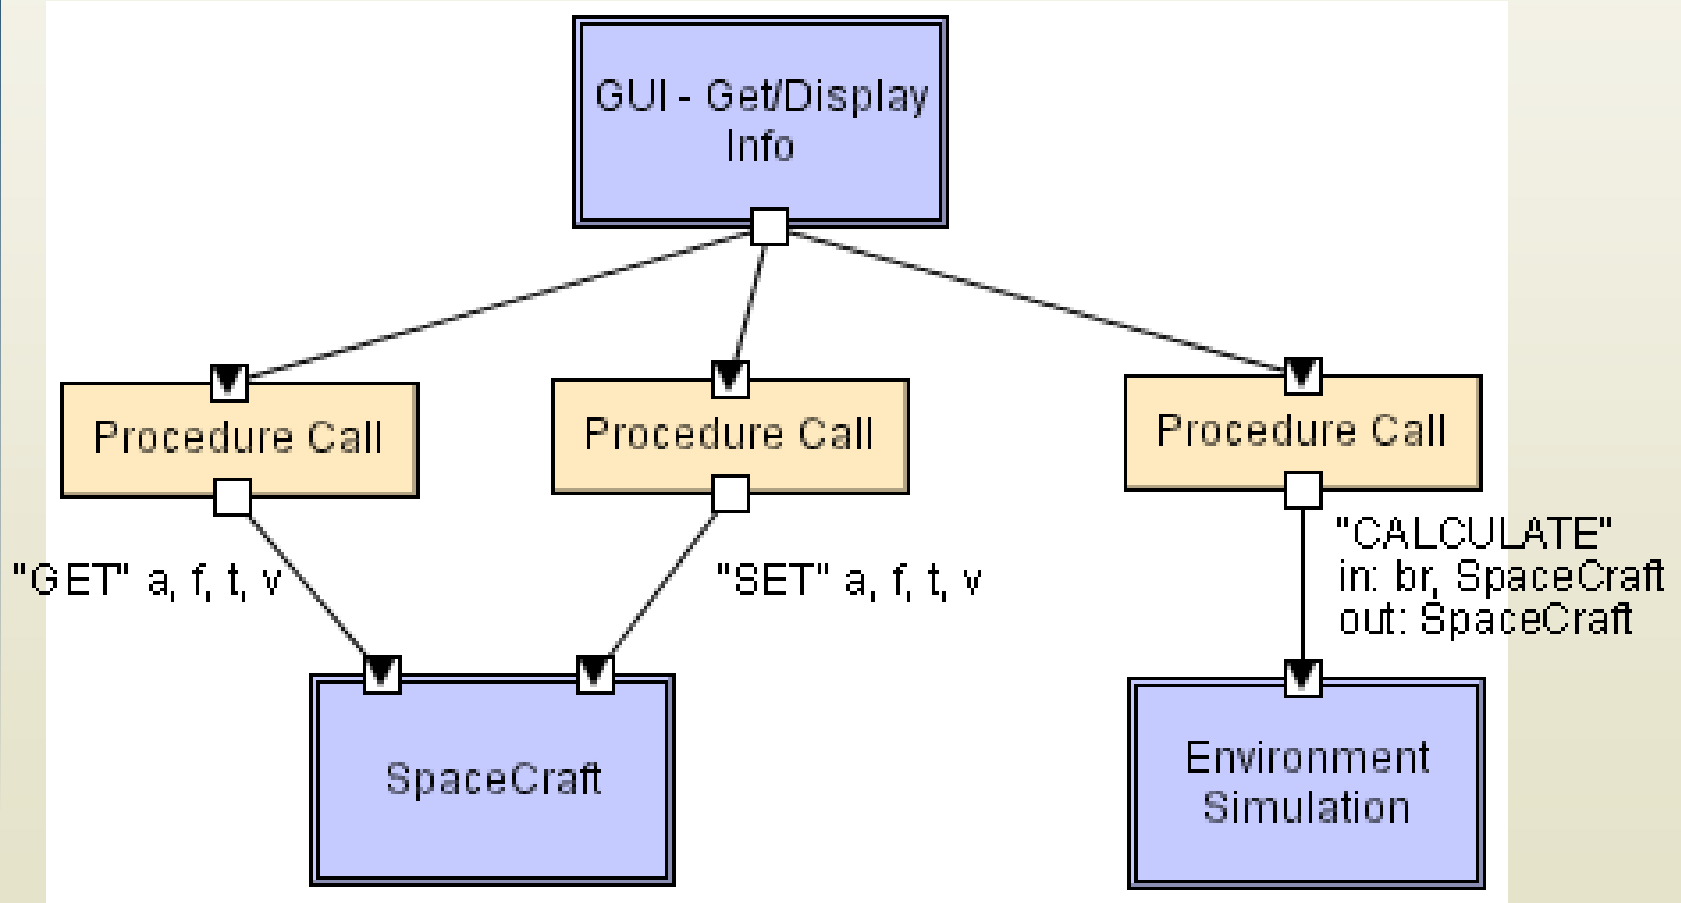 GUI - Get/Display
Info
Procedure Call
Procedure Call
Procedure Call
"GET" a, f, t, v
"SET" a, f, t, v
"CALCULATE"
in: br, SpaceCraft
out: SpaceCraft
SpaceCraft
Environment
Simulation